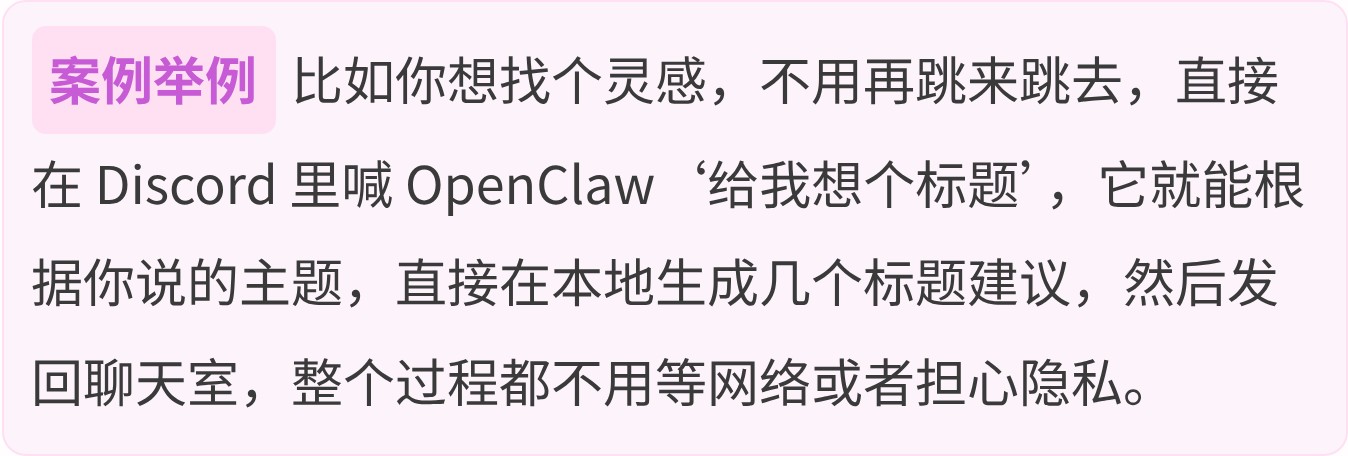 案例举例 比如你想找个灵感，不用再跳来跳去，直接
在 Discord 里喊 OpenClaw ‘给我想个标题’，它就能根
据你说的主题，直接在本地生成几个标题建议，然后发
回聊天室，整个过程都不用等网络或者担心隐私。